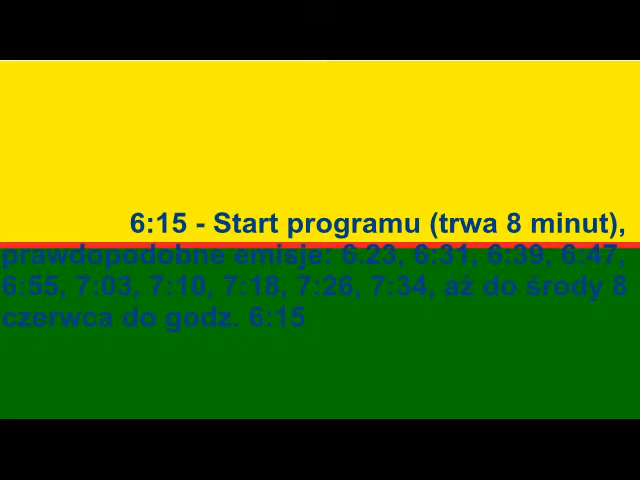 6:15 - Start programu (trwa 8 minut),
prawdopodobne emisje: 6.23, 6:31, 6:39, 6:47,
6:55, 7:03, 7:10, 7:18, 7:26, 7:34, aż do środy 8
czerwca do godz. 6:15